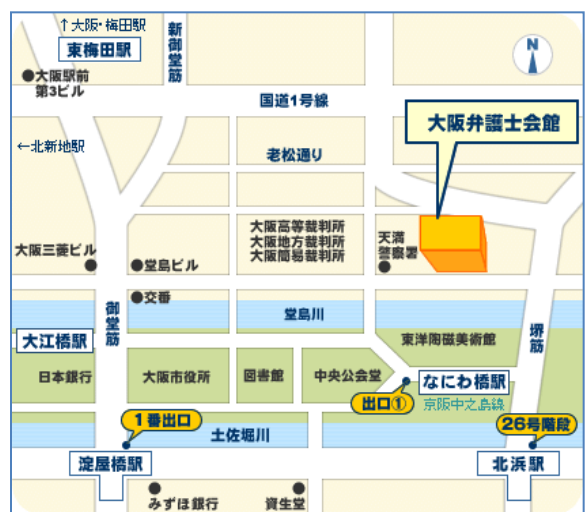 ↑大阪・梅田駅
東梅田駅
新御堂筋
N
●大阪駅前
第3ビル
国道1号線
大阪弁護士会館
←北新地駅
老松通り
大阪高等裁判所
大阪地方裁判所
大阪簡易裁判所
天満
警察署
大阪三菱ビル
●堂島ビル
●交番
御堂筋
堂島川
堺筋
大江橋駅
東洋陶磁美術館
日本銀行
大阪市役所
図書館
中央公会堂
なにわ橋駅
出口①
京阪中之島線
1番出口
26号階段
土佐堀川
淀屋橋駅
北浜駅
みずほ銀行
資生堂